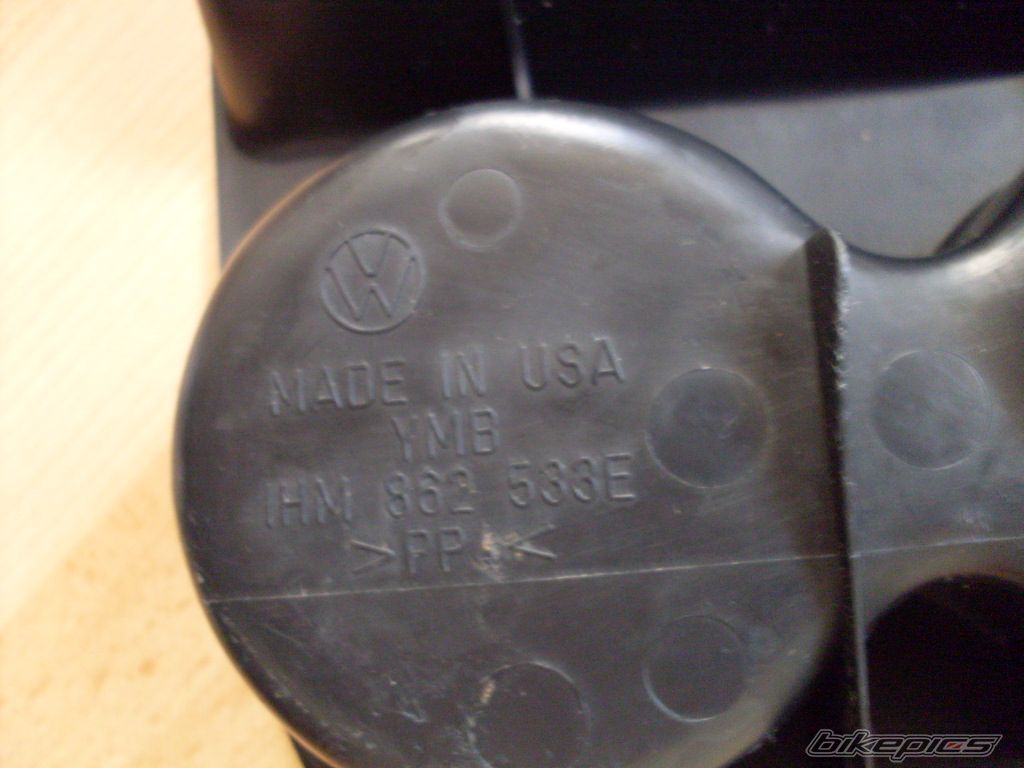 MADE IN USA
YMB
1HM 862 533E
>PP<
bikepics